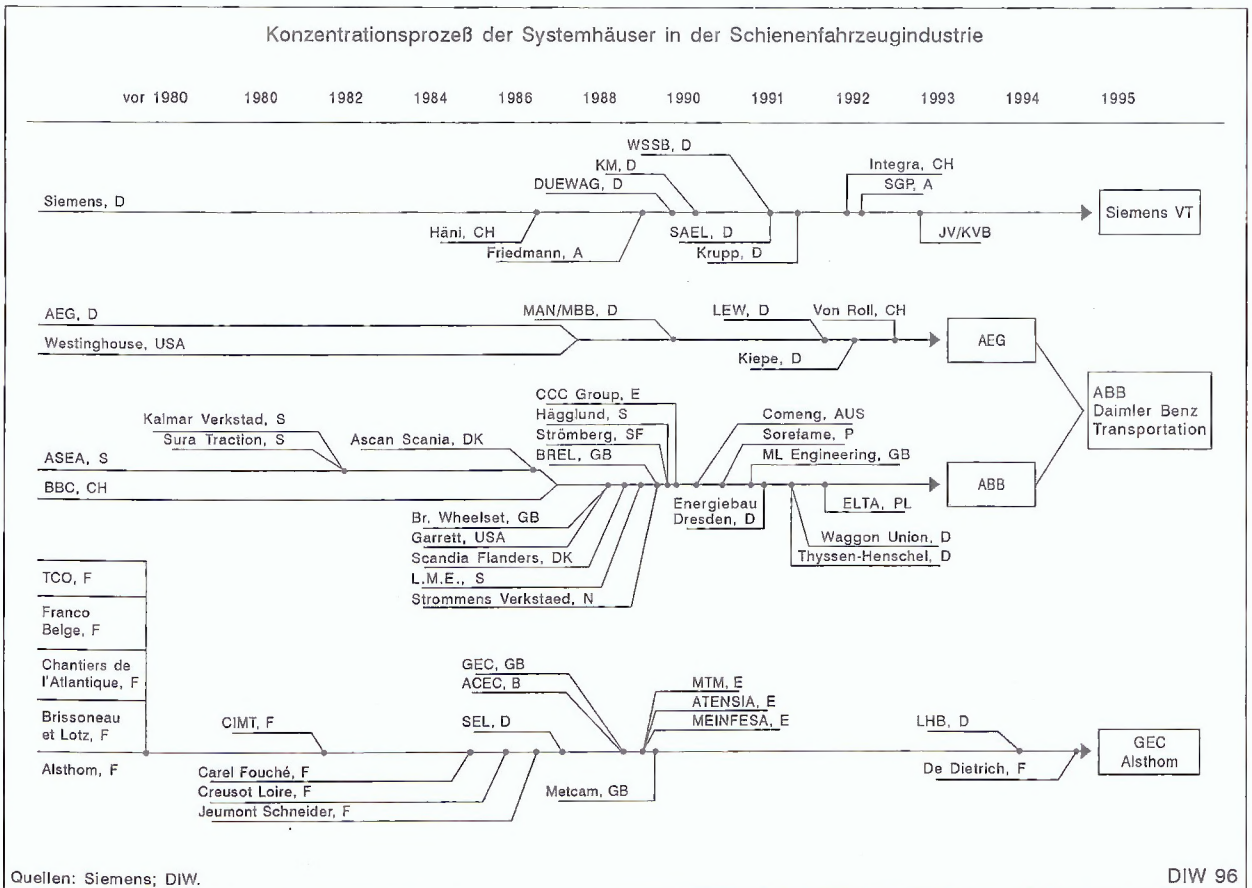 Konzentrationsprozeß der Systemhäuser in der Schienenfahrzeugindustrie
vor 1980 1980 1982 1984 1986 1988 1990 1991 1992 1993 1994 1995
WSSB, D
KM, D
DUEWAG, D
Integra, CH
SGP, A
Siemens, D
Siemens VT
Häni, CH
Friedmann, A
SAEL, D
Krupp, D
JV/KVB
AEG, D
Westinghouse, USA
MAN/MBB, D
LEW, D
Von Roll, CH
Kiepe, D
AEG
ABB
Daimler Benz
Transportation
Kalmar Verkstad, S
Sura Traction, S
Ascan Scania, DK
CCC Group, E
Hägglund, S
Strömberg, SF
BREL, GB
Comeng, AUS
Sorefame, P
ML Engineering, GB
ASEA, S
BBC, CH
ABB
Br. Wheelset, GB
Garrett, USA
Scandia Flanders, DK
L.M.E., S
Strommens Verkstaed, N
Energiebau
Dresden, D
ELTA, PL
Waggon Union, D
Thyssen-Henschel, D
TCO, F
Franco
Belge, F
Chantiers de
l'Atlantique, F
Brissoneau
et Lotz, F
Alsthom, F
CIMT, F
Carel Fouché, F
Creusot Loire, F
Jeumont Schneider, F
GEC, GB
ACEC, B
SEL, D
Metcam, GB
MTM, E
ATENSIA, E
MEINFESA, E
LHB, D
De Dietrich, F
GEC
Alsthom
Quellen: Siemens; DIW.
DIW 96